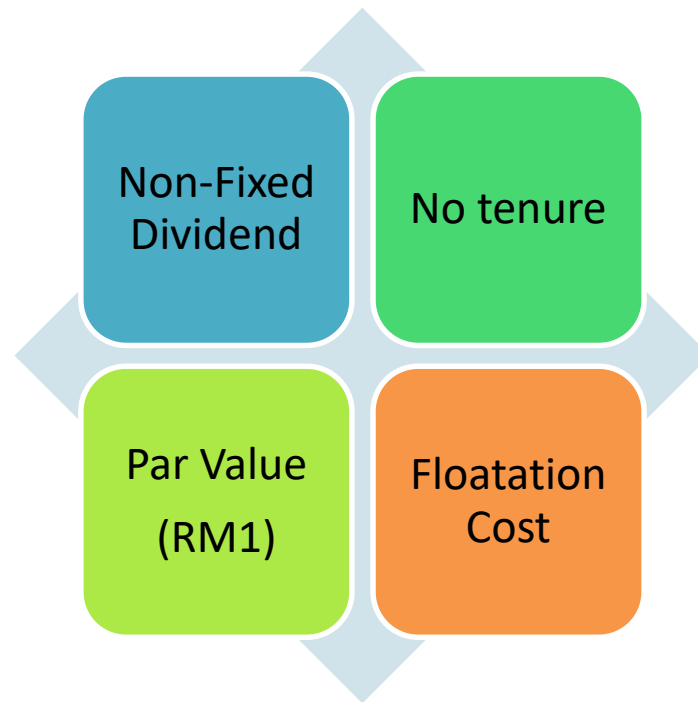 Non-Fixed
Dividend
No tenure
Par Value
(RM1)
Floatation
Cost